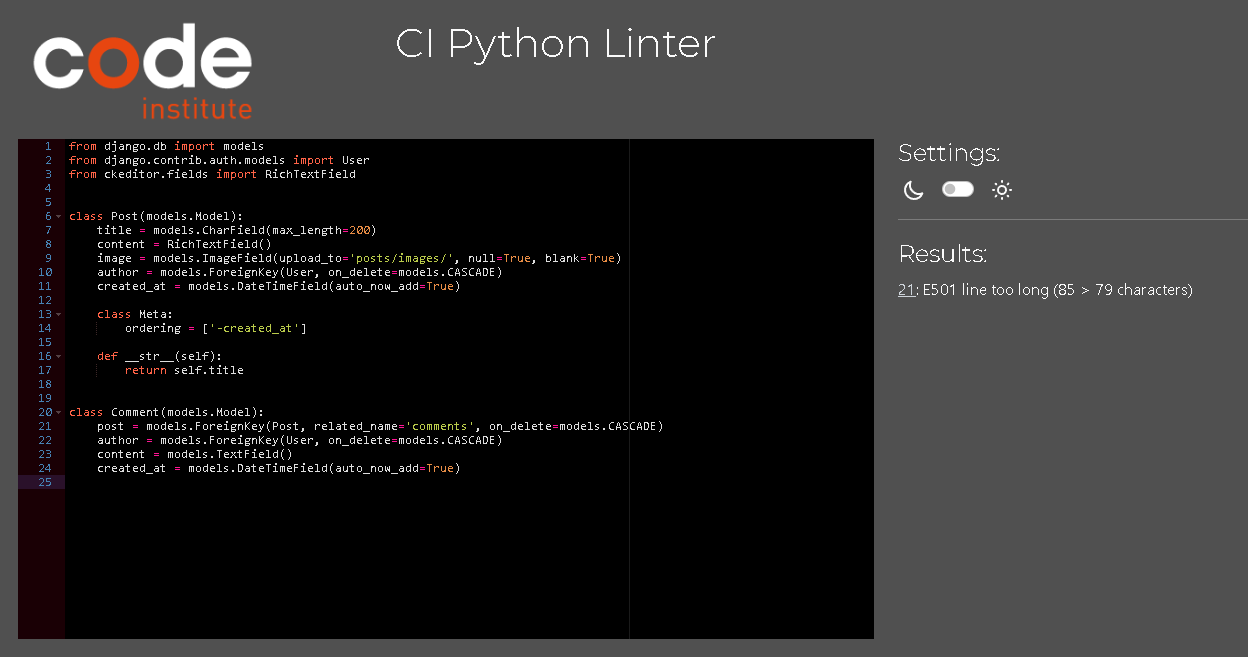 code
institute
CI Python Linter
1 from django.db import models
2 from django.contrib.auth.models import User
3 from ckeditor.fields import RichTextField
4
5
6 class Post(models.Model):
7     title = models.CharField(max_length=200)
8     content = RichTextField()
9     image = models.ImageField(upload_to='posts/images/', null=True, blank=True)
10     author = models.ForeignKey(User, on_delete=models.CASCADE)
11     created_at = models.DateTimeField(auto_now_add=True)
12
13     class Meta:
14         ordering = ['-created_at']
15
16     def __str__(self):
17         return self.title
18
19
20 class Comment(models.Model):
21     post = models.ForeignKey(Post, related_name='comments', on_delete=models.CASCADE)
22     author = models.ForeignKey(User, on_delete=models.CASCADE)
23     content = models.TextField()
24     created_at = models.DateTimeField(auto_now_add=True)
25
Settings:
Results:
21: E501 line too long (85 > 79 characters)